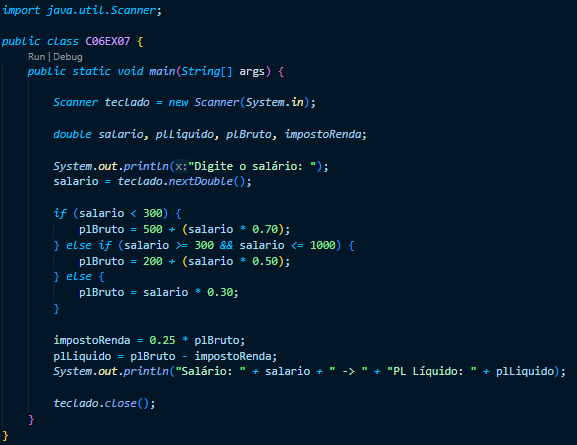 import java.util.Scanner;
public class C06EX07 {
Run | Debug
public static void main(String[] args) {
Scanner teclado = new Scanner(System.in);
double salario, plLiquido, plBruto, impostoRenda;
System.out.println(x:"Digite o salário: ");
salario = teclado.nextDouble();
if (salario < 300) {
plBruto = 500 + (salario * 0.70);
} else if (salario >= 300 && salario <= 1000) {
plBruto = 200 + (salario * 0.50);
} else {
plBruto = salario * 0.30;
}
impostoRenda = 0.25 * plBruto;
plLiquido = plBruto - impostoRenda;
System.out.println("Salário: " + salario + " -> " + "PL Líquido: " + plLiquido);
teclado.close();
}
}